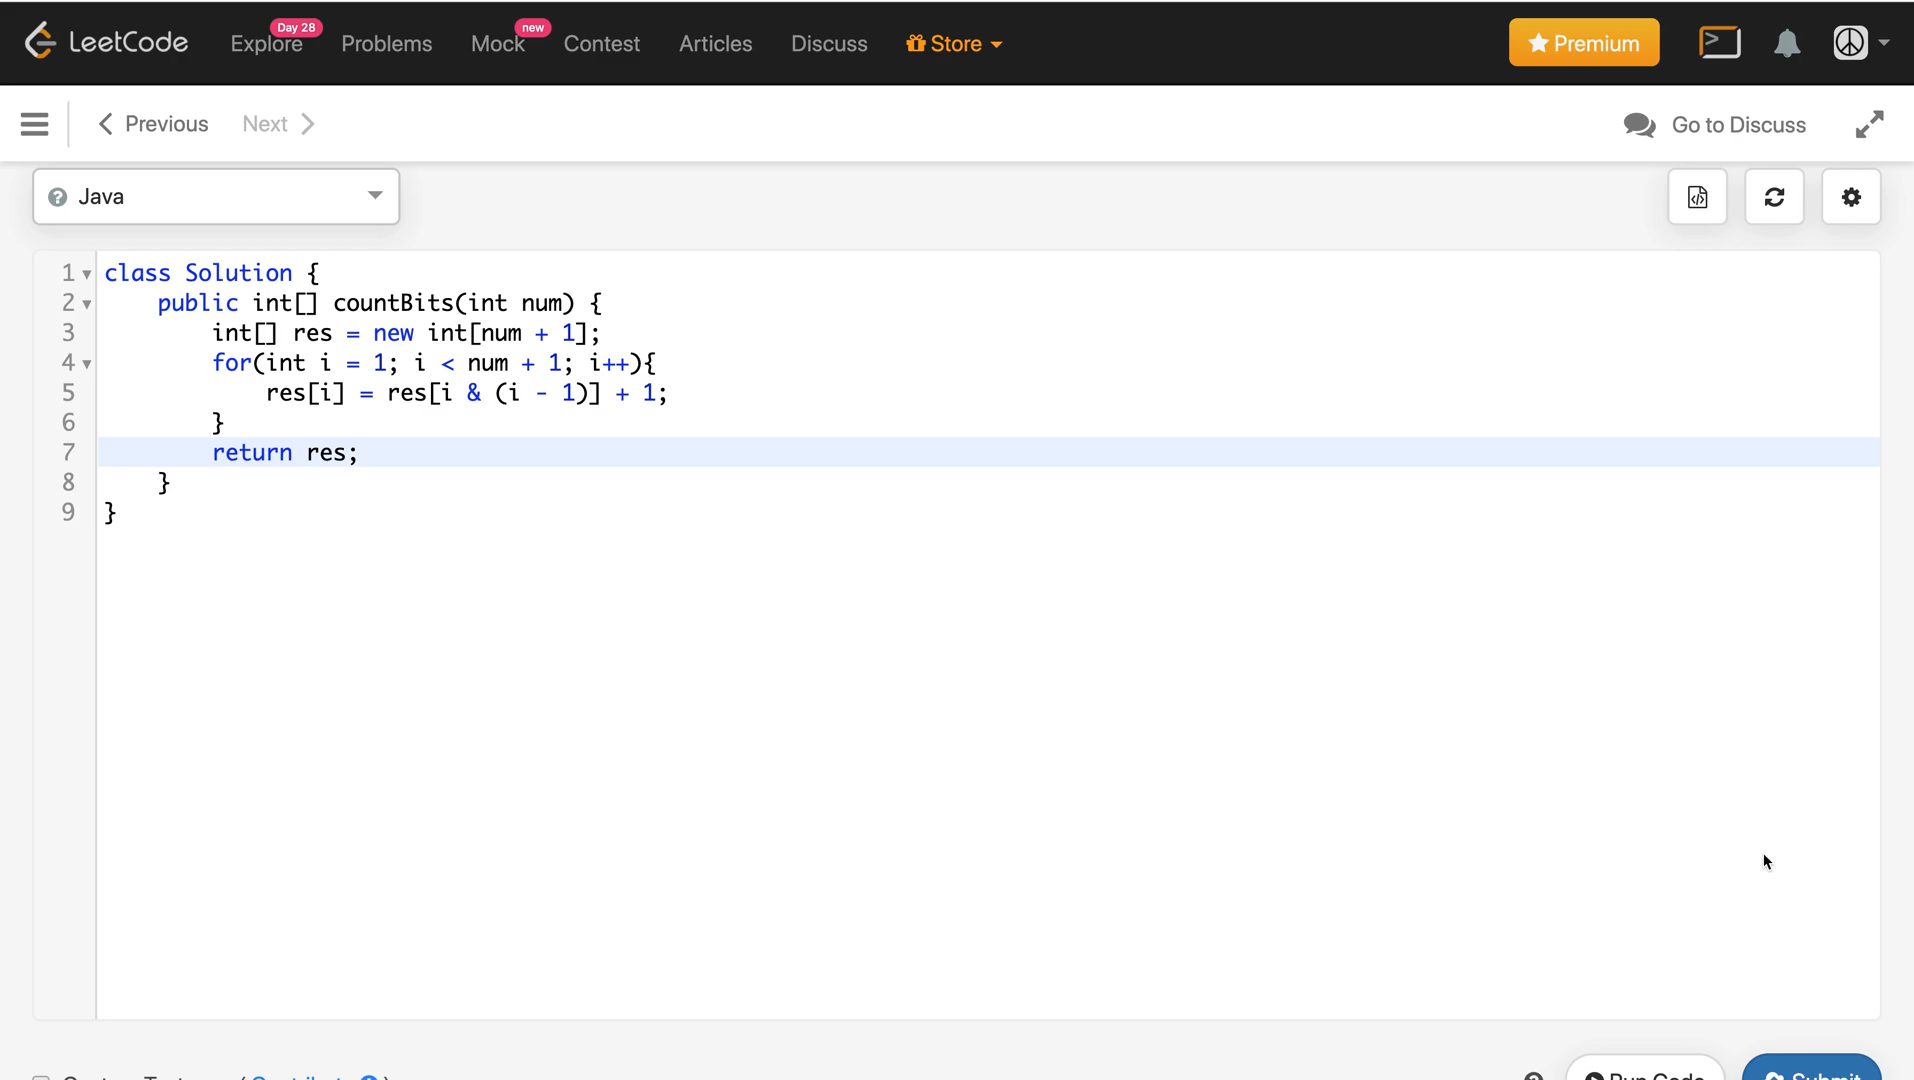 LeetCode Explore Day 28 Problems Mock new Contest Articles Discuss Store Premium
Previous Next Go to Discuss
Java
1 class Solution {
2 public int[] countBits(int num) {
3 int[] res = new int[num + 1];
4 for(int i = 1; i < num + 1; i++){
5 res[i] = res[i & (i - 1)] + 1;
6 }
7 return res;
8 }
9 }
Run Code Submit